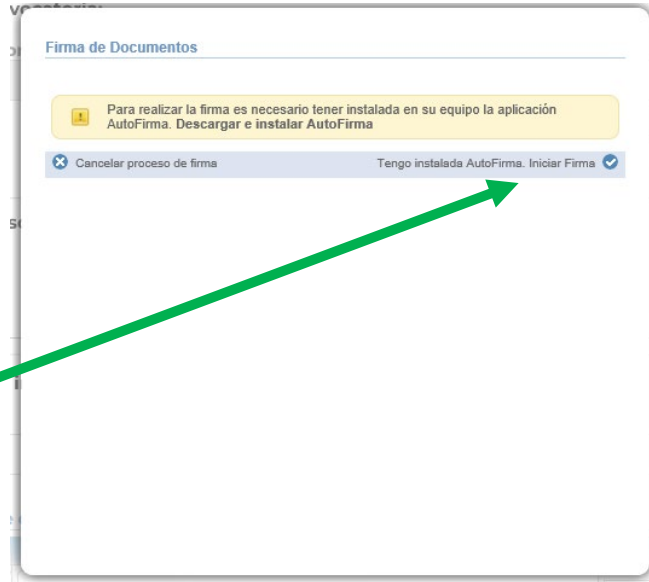 Firma de Documentos
Para realizar la firma es necesario tener instalada en su equipo la aplicación
AutoFirma. Descargar e instalar AutoFirma
Cancelar proceso de firma
Tengo instalada AutoFirma. Iniciar Firma